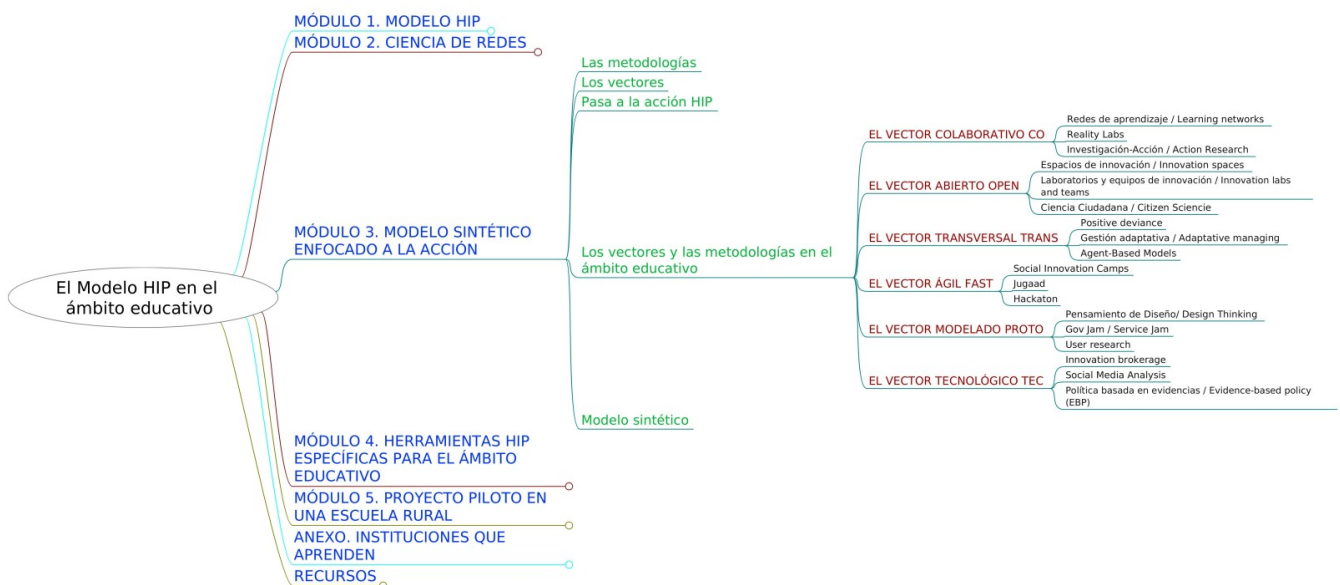 El Modelo HIP en el
ámbito educativo
MÓDULO 1. MODELO HIP
MÓDULO 2. CIENCIA DE REDES
MÓDULO 3. MODELO SINTÉTICO
ENFOCADO A LA ACCIÓN
Las metodologías
Los vectores
Pasa a la acción HIP
Los vectores y las metodologías en el
ámbito educativo
EL VECTOR COLABORATIVO CO
Redes de aprendizaje / Learning networks
Reality Labs
Investigación-Acción / Action Research
EL VECTOR ABIERTO OPEN
Espacios de innovación / Innovation spaces
Laboratorios y equipos de innovación / Innovation labs
and teams
Ciencia Ciudadana / Citizen Sciencie
EL VECTOR TRANSVERSAL TRANS
Positive deviance
Gestión adaptativa / Adaptative managing
Agent-Based Models
EL VECTOR ÁGIL FAST
Social Innovation Camps
Jugaad
Hackaton
EL VECTOR MODELADO PROTO
Pensamiento de Diseño/ Design Thinking
Gov Jam / Service Jam
User research
EL VECTOR TECNOLÓGICO TEC
Innovation brokerage
Social Media Analysis
Política basada en evidencias / Evidence-based policy
(EBP)
Modelo sintético
MÓDULO 4. HERRAMIENTAS HIP
ESPECÍFICAS PARA EL ÁMBITO
EDUCATIVO
MÓDULO 5. PROYECTO PILOTO EN
UNA ESCUELA RURAL
ANEXO. INSTITUCIONES QUE
APRENDEN
RECURSOS